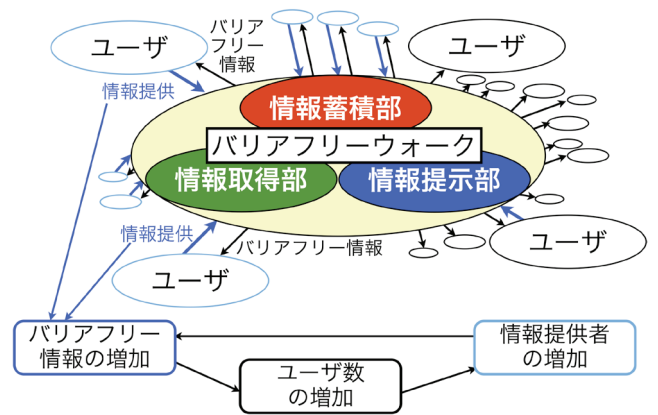 ユーザ
バリア
フリー
情報
ユーザ
情報提供
情報蓄積部
バリアフリーウォーク
情報取得部
情報提示部
情報提供
バリアフリー情報
ユーザ
ユーザ
バリアフリー
情報の増加
ユーザ数
の増加
情報提供者
の増加